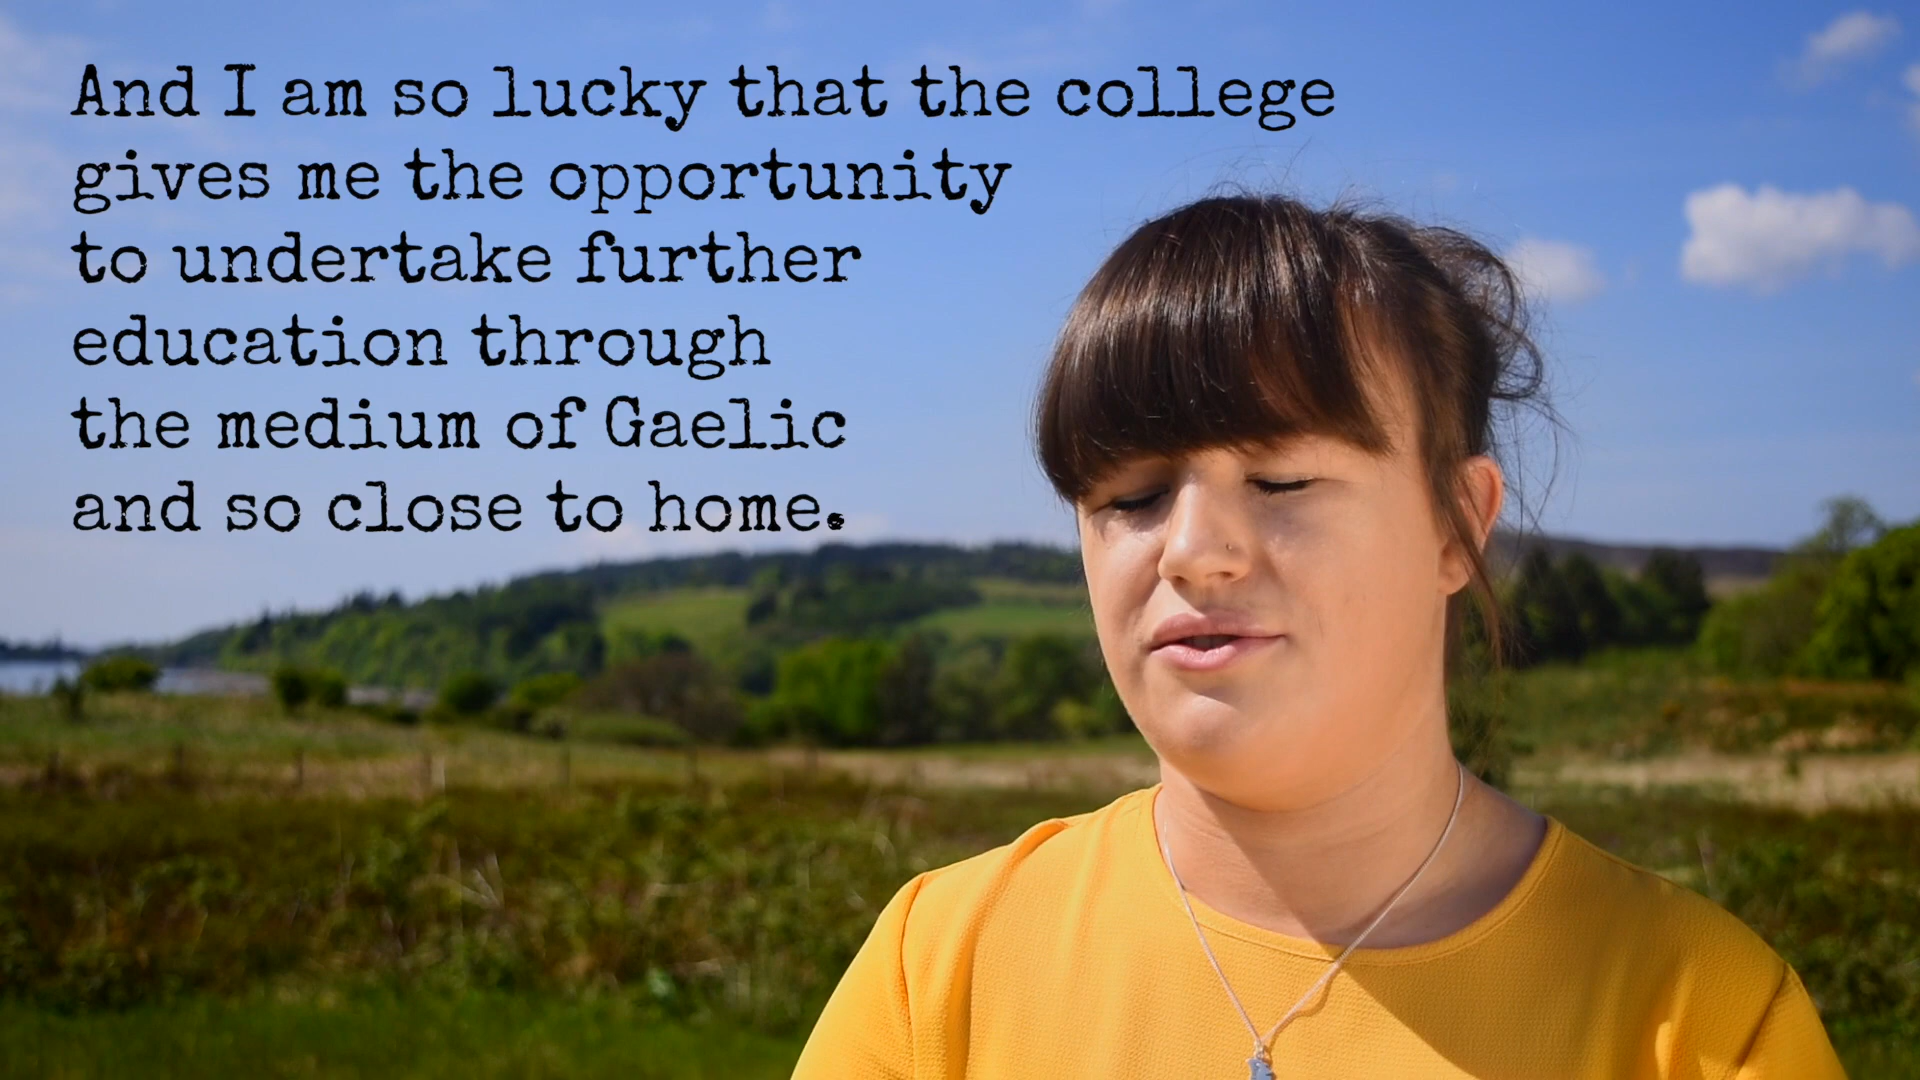 And I am so lucky that the college
gives me the opportunity
to undertake further
education through
the medium of Gaelic
and so close to home.